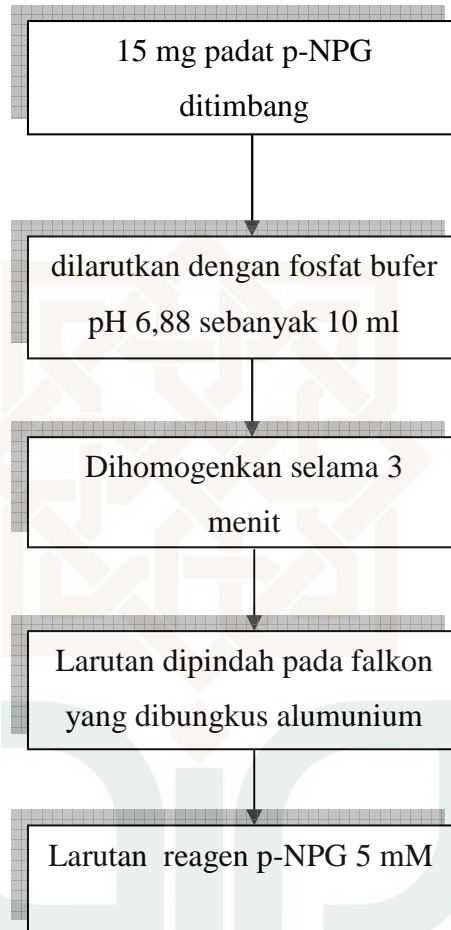 15 mg padat p-NPG
ditimbang
dilarutkan dengan fosfat bufer
pH 6,88 sebanyak 10 ml
Dihomogenkan selama 3
menit
Larutan dipindah pada falkon
yang dibungkus alumunium
Larutan reagen p-NPG 5 mM